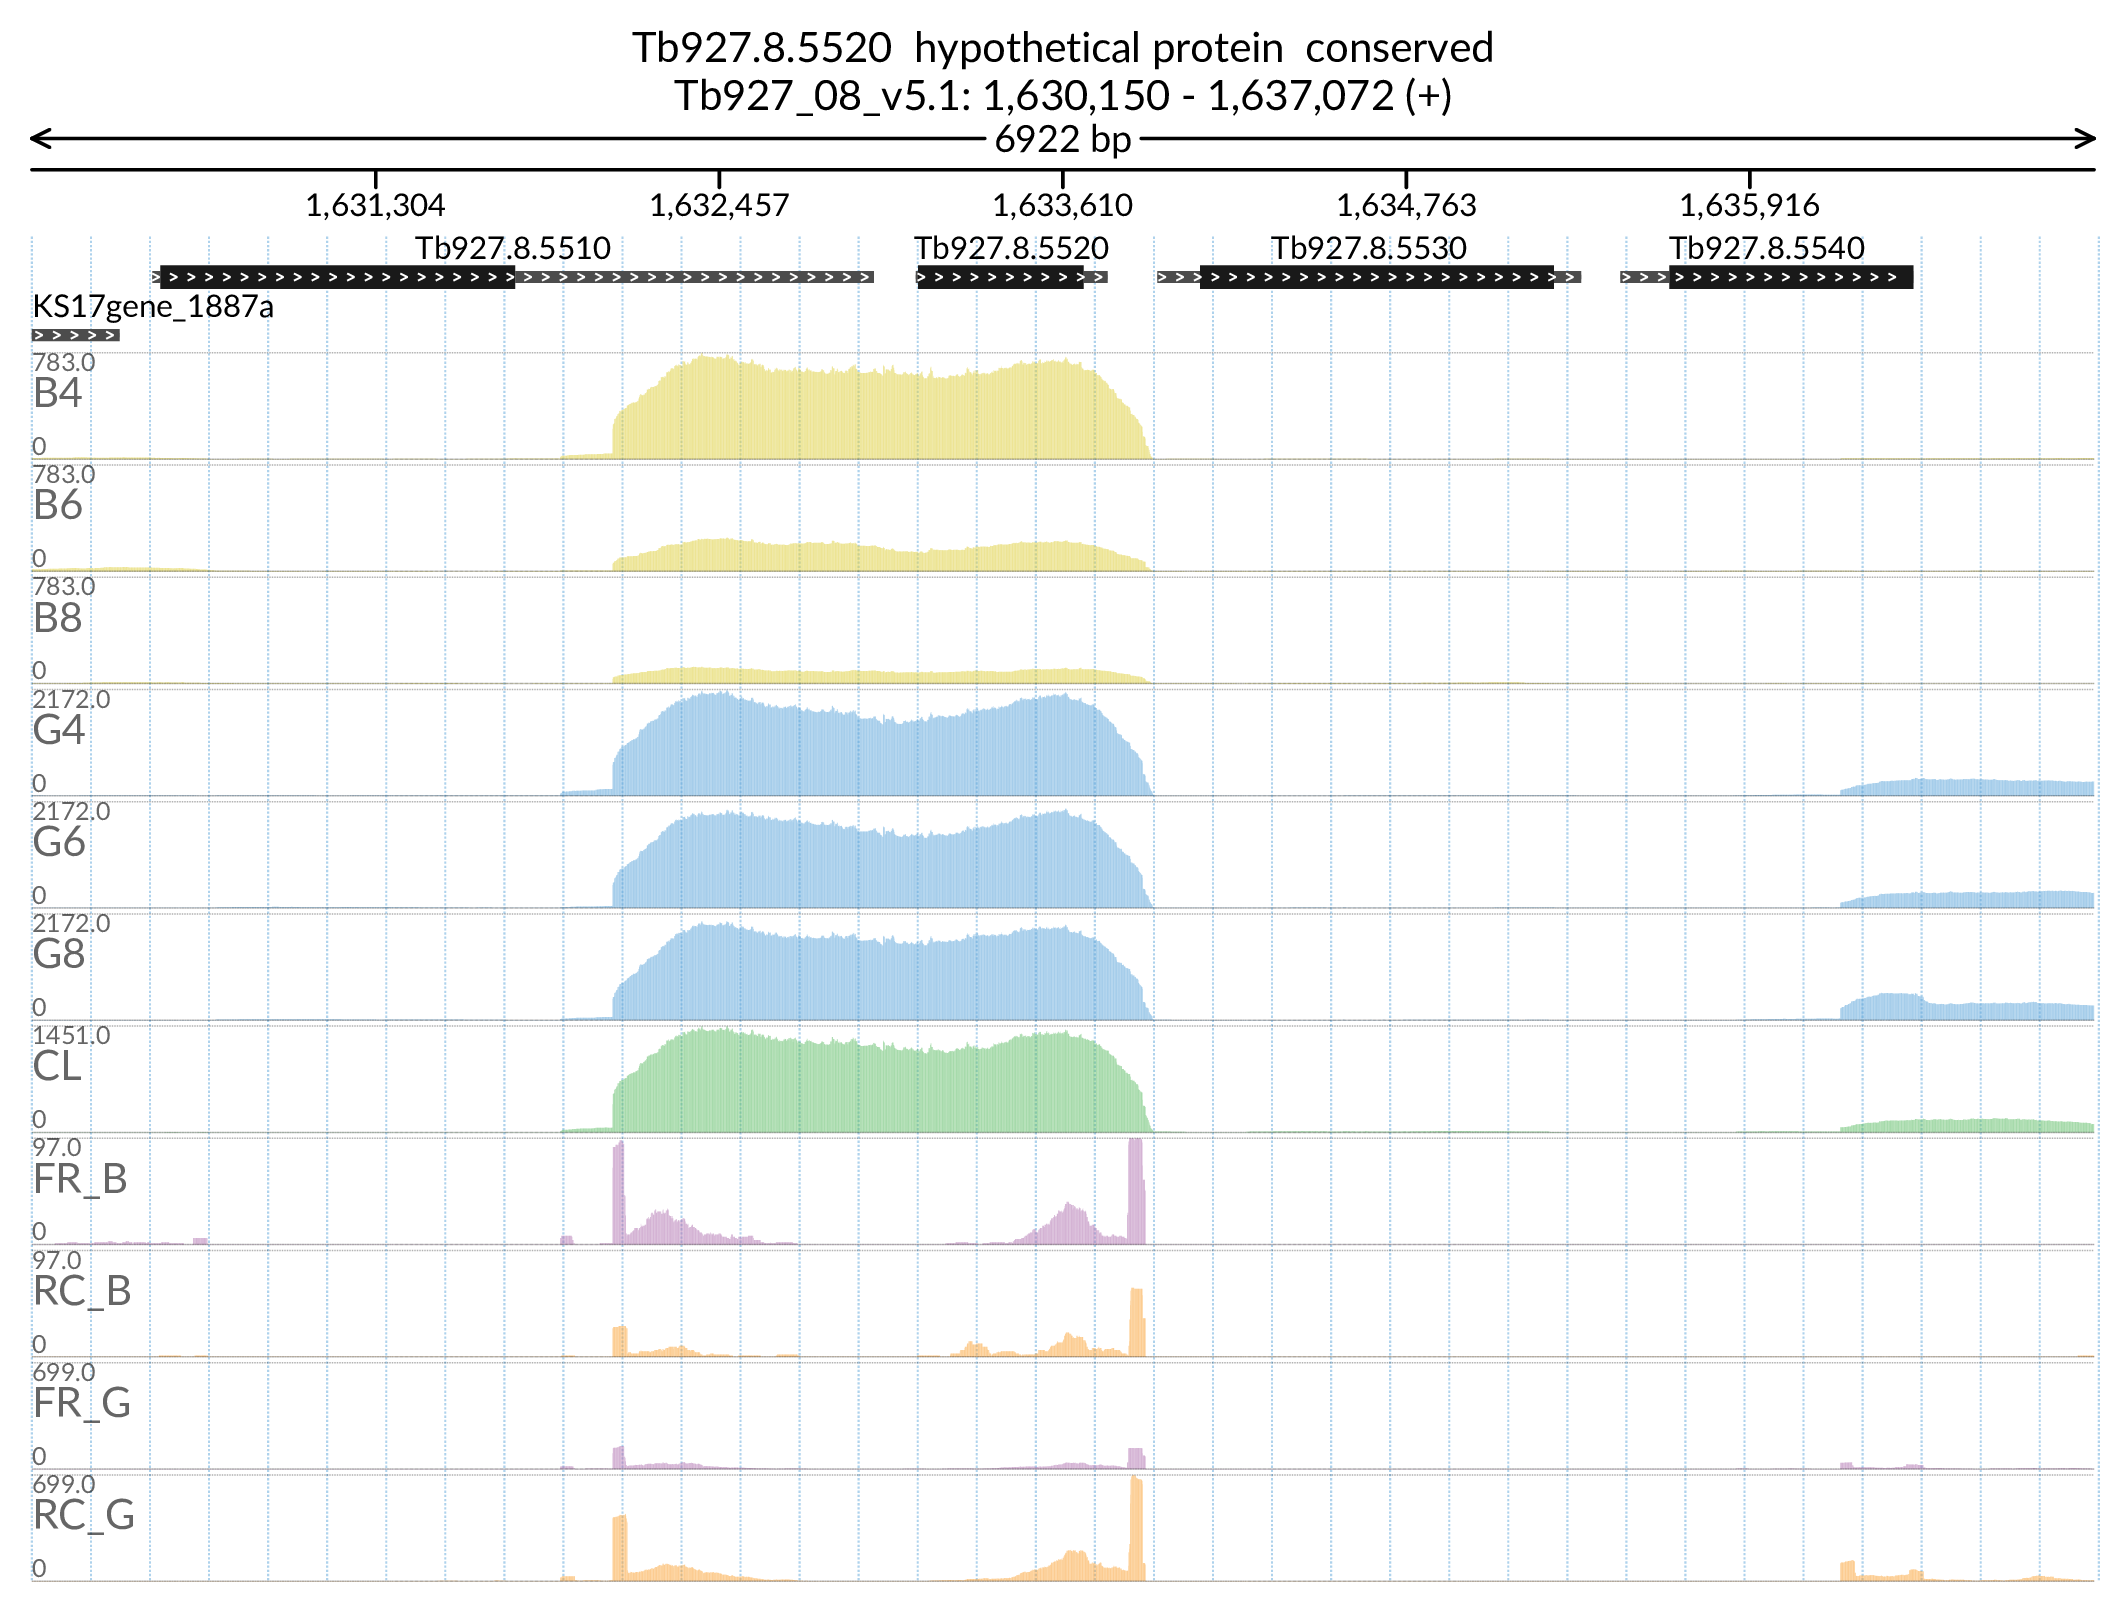 Tb927.8.5520  hypothetical protein  conserved
Tb927_08_v5.1: 1,630,150 - 1,637,072 (+)
6922 bp
1,631,304 1,632,457 1,633,610 1,634,763 1,635,916
Tb927.8.5510 Tb927.8.5520 Tb927.8.5530 Tb927.8.5540
KS17gene_1887a
783.0
B4
0
783.0
B6
0
783.0
B8
0
2172.0
G4
0
2172.0
G6
0
2172.0
G8
0
1451.0
CL
0
97.0
FR_B
0
97.0
RC_B
0
699.0
FR_G
0
699.0
RC_G
0